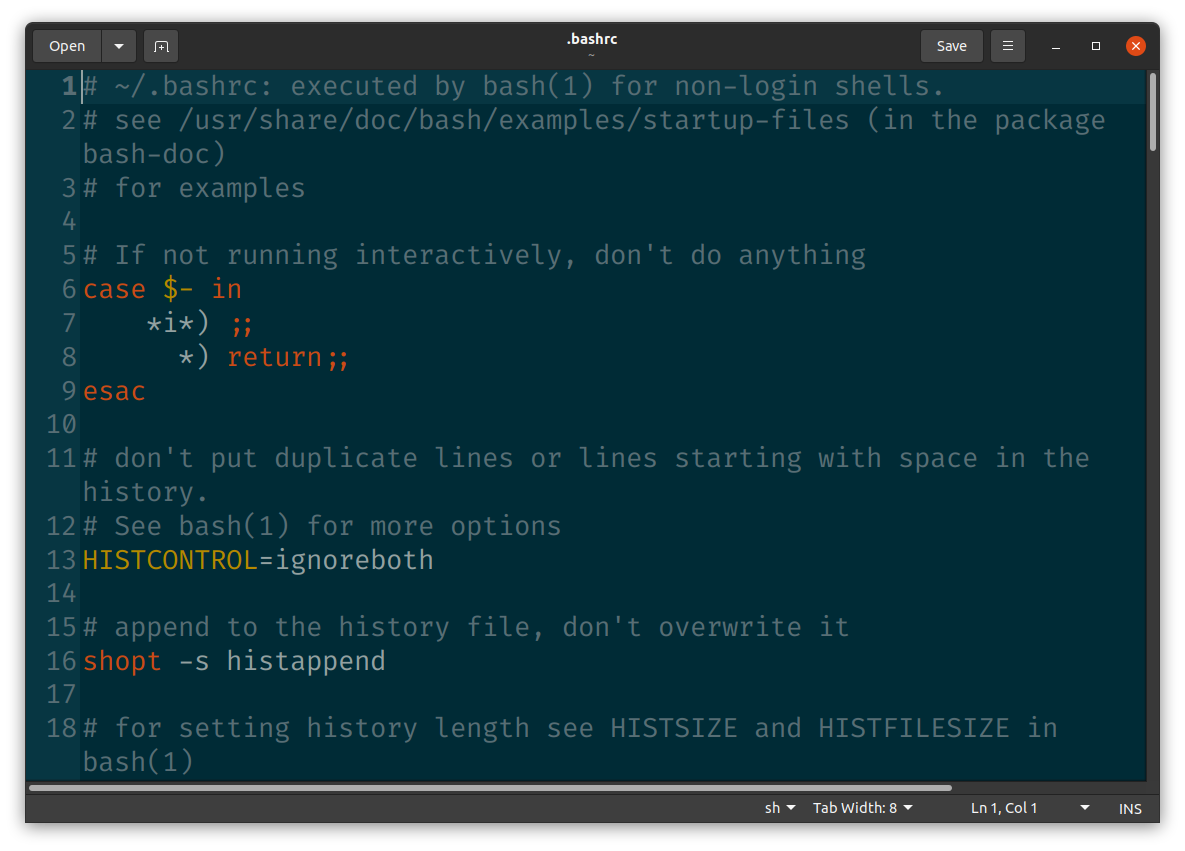 Open
.bashrc
~
Save
1 # ~/.bashrc: executed by bash(1) for non-login shells.
2 # see /usr/share/doc/bash/examples/startup-files (in the package
bash-doc)
3 # for examples
4
5 # If not running interactively, don't do anything
6 case $- in
7     *i*) ;;
8       *) return;;
9 esac
10
11 # don't put duplicate lines or lines starting with space in the
history.
12 # See bash(1) for more options
13 HISTCONTROL=ignoreboth
14
15 # append to the history file, don't overwrite it
16 shopt -s histappend
17
18 # for setting history length see HISTSIZE and HISTFILESIZE in
bash(1)
sh Tab Width: 8 Ln 1, Col 1 INS